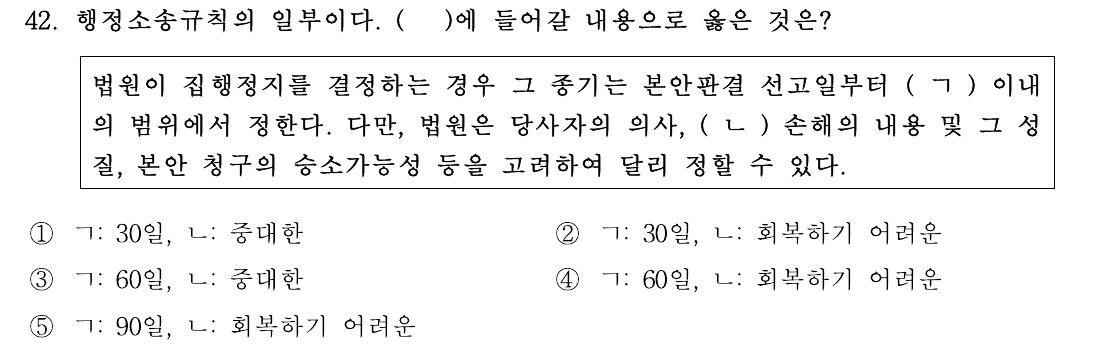 42. 행정소송규칙의 일부이다. (   )에 들어갈 내용으로 옳은 것은?
법원이 집행정지를 결정하는 경우 그 종기는 본안판결 선고일부터 ( ㄱ ) 이내
의 범위에서 정한다. 다만, 법원은 당사자의 의사, ( ㄴ ) 손해의 내용 및 그 성
질, 본안 청구의 승소가능성 등을 고려하여 달리 정할 수 있다.
① ㄱ: 30일, ㄴ: 중대한 ② ㄱ: 30일, ㄴ: 회복하기 어려운
③ ㄱ: 60일, ㄴ: 중대한 ④ ㄱ: 60일, ㄴ: 회복하기 어려운
⑤ ㄱ: 90일, ㄴ: 회복하기 어려운